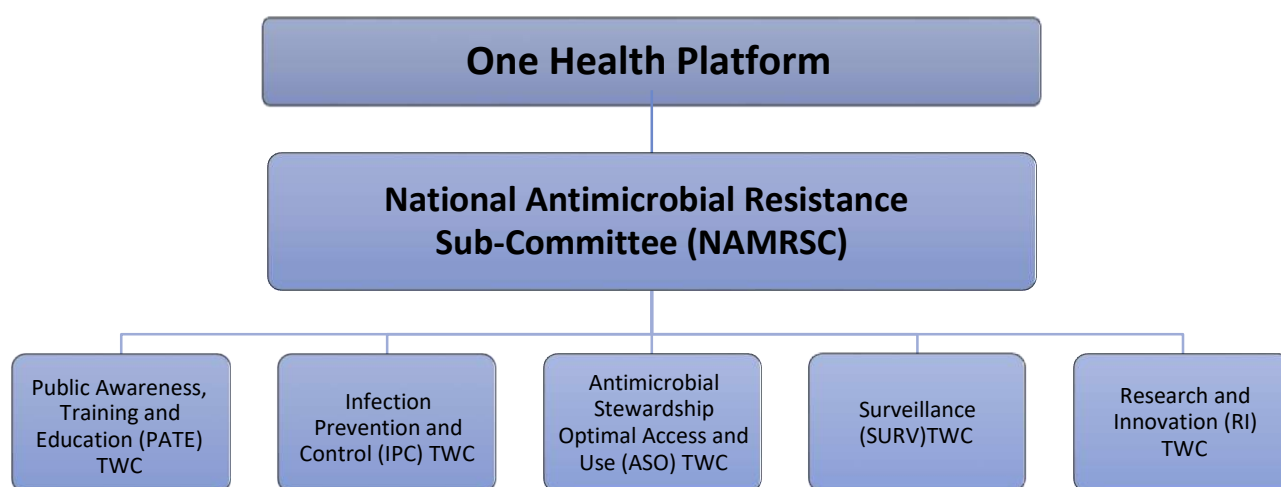 One Health Platform
National Antimicrobial Resistance
Sub-Committee (NAMRSC)
Public Awareness,
Training and
Education (PATE)
TWC
Infection
Prevention and
Control (IPC) TWC
Antimicrobial
Stewardship
Optimal Access and
Use (ASO) TWC
Surveillance
(SURV)TWC
Research and
Innovation (RI)
TWC